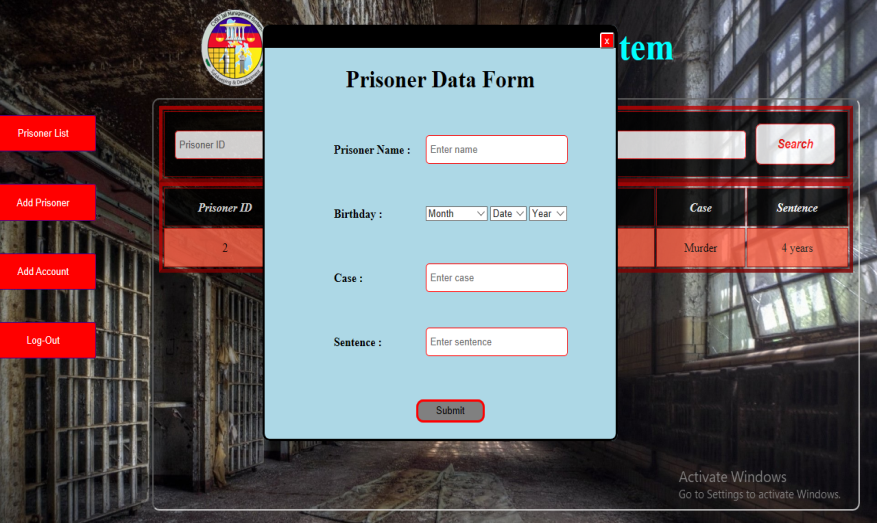 tem
x
Prisoner Data Form
Prisoner List
Add Prisoner
Add Account
Log-Out
Prisoner ID
Search
Prisoner ID
Case
Sentence
2
Murder
4 years
Prisoner Name :
Enter name
Birthday :
Month
Date
Year
Case :
Enter case
Sentence :
Enter sentence
Submit
Activate Windows
Go to Settings to activate Windows.